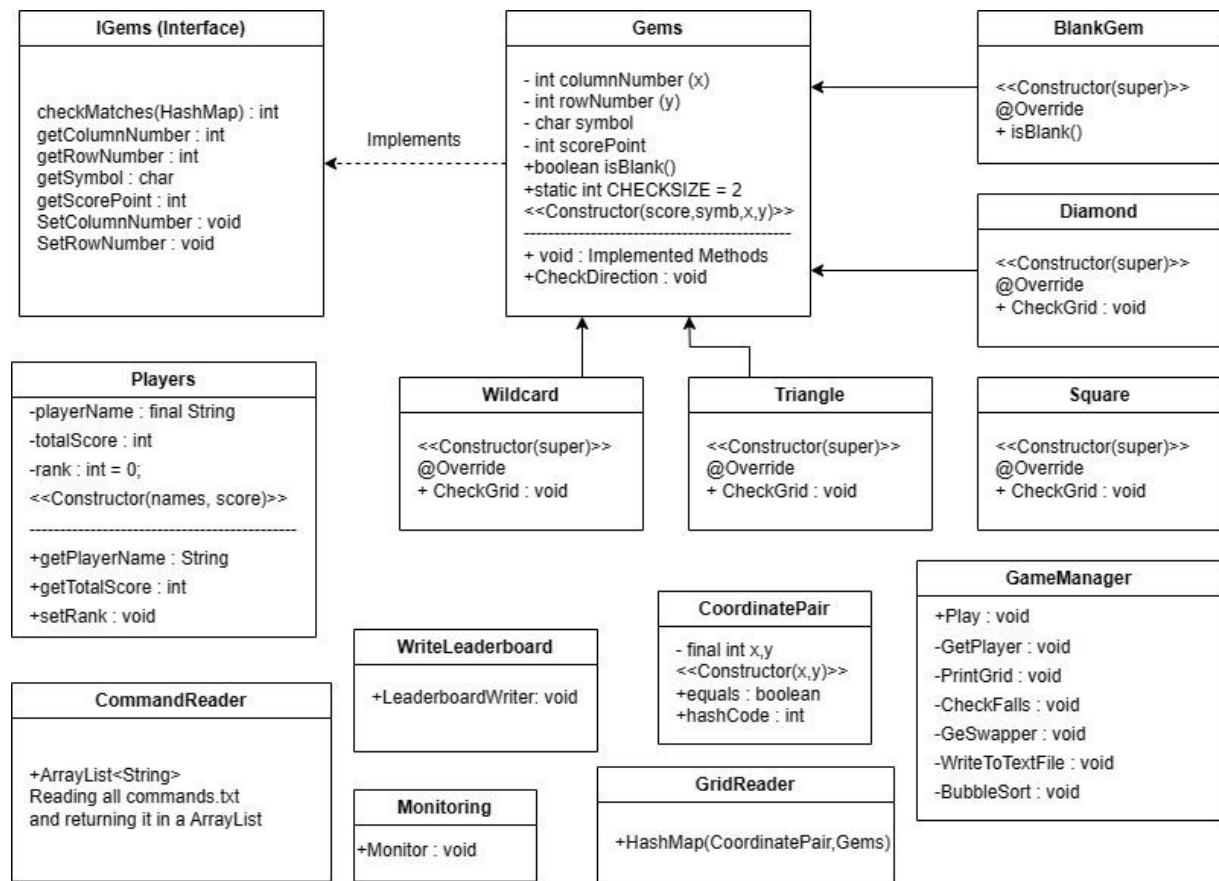 IGems (Interface)
checkMatches(HashMap) : int
getColumnNumber : int
getRowNumber : int
getSymbol : char
getScorePoint : int
SetColumnNumber : void
SetRowNumber : void
Implements
Gems
- int columnNumber (x)
- int rowNumber (y)
- char symbol
- int scorePoint
+boolean isBlank()
+static int CHECKSIZE = 2
<<Constructor(score,symb,x,y)>>
--------------------------------------------
+ void : Implemented Methods
+CheckDirection : void
BlankGem
<<Constructor(super)>>
@Override
+ isBlank()
Diamond
<<Constructor(super)>>
@Override
+ CheckGrid : void
Players
-playerName : final String
-totalScore : int
-rank : int = 0;
<<Constructor(names, score)>>
--------------------------------------------
+getPlayerName : String
+getTotalScore : int
+setRank : void
Wildcard
<<Constructor(super)>>
@Override
+ CheckGrid : void
Triangle
<<Constructor(super)>>
@Override
+ CheckGrid : void
Square
<<Constructor(super)>>
@Override
+ CheckGrid : void
GameManager
+Play : void
-GetPlayer : void
-PrintGrid : void
-CheckFalls : void
-GeSwapper : void
-WriteToTextFile : void
-BubbleSort : void
CoordinatePair
- final int x,y
<<Constructor(x,y)>>
+equals : boolean
+hashCode : int
WriteLeaderboard
+LeaderboardWriter: void
CommandReader
+ArrayList<String>
Reading all commands.txt
and returning it in a ArrayList
Monitoring
+Monitor : void
GridReader
+HashMap(CoordinatePair,Gems)